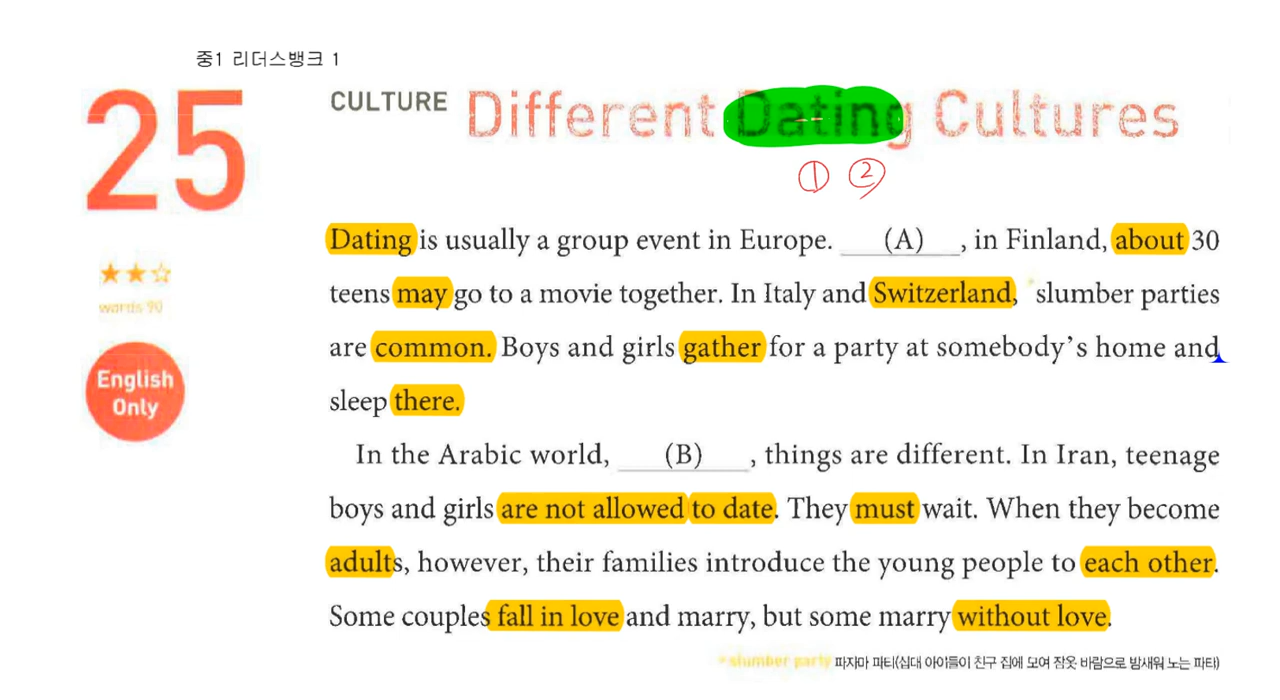 중1 리더스뱅크 1
25
CULTURE Different Dating Cultures
① ②
Dating is usually a group event in Europe. (A) , in Finland, about 30
★★☆
teens may go to a movie together. In Italy and Switzerland, *slumber parties
words 90
are common. Boys and girls gather for a party at somebody's home and
English
Only
sleep there.
In the Arabic world, (B) , things are different. In Iran, teenage
boys and girls are not allowed to date. They must wait. When they become
adults, however, their families introduce the young people to each other.
Some couples fall in love and marry, but some marry without love.
*slumber party 파자마 파티(십대 아이들이 친구 집에 모여 잠옷 바람으로 밤새워 노는 파티)